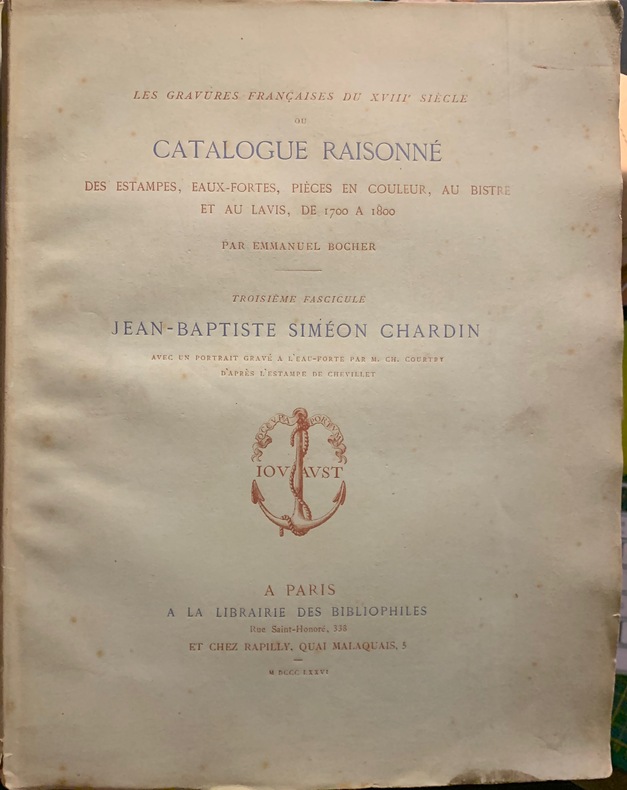 LES GRAVURES FRANÇAISES DU XVIIIᵉ SIÈCLE
OU
CATALOGUE RAISONNÉ
DES ESTAMPES, EAUX-FORTES, PIÈCES EN COULEUR, AU BISTRE
ET AU LAVIS, DE 1700 A 1800
PAR EMMANUEL BOCHER
TROISIÈME FASCICULE
JEAN-BAPTISTE SIMÉON CHARDIN
AVEC UN PORTRAIT GRAVÉ A L'EAU-FORTE PAR M. CH. COURTRY
D'APRÈS L'ESTAMPE DE CHEVILLET
IOV AVST
A PARIS
A LA LIBRAIRIE DES BIBLIOPHILES
Rue Saint-Honoré, 338
ET CHEZ RAPILLY, QUAI MALAQUAIS, 5
M DCCC LXXVI